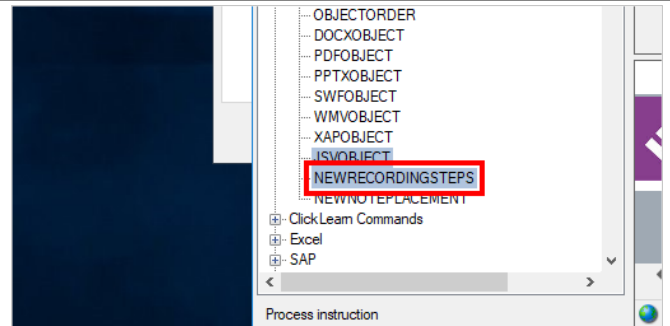 OBJECTORDER
DOCXOBJECT
PDFOBJECT
PPTXOBJECT
SWFOBJECT
WMVOBJECT
XAPOBJECT
JSVOBJECT
NEWRECORDINGSTEPS
NEWNOTEPLACEMENT
ClickLearn Commands
Excel
SAP
Process instruction